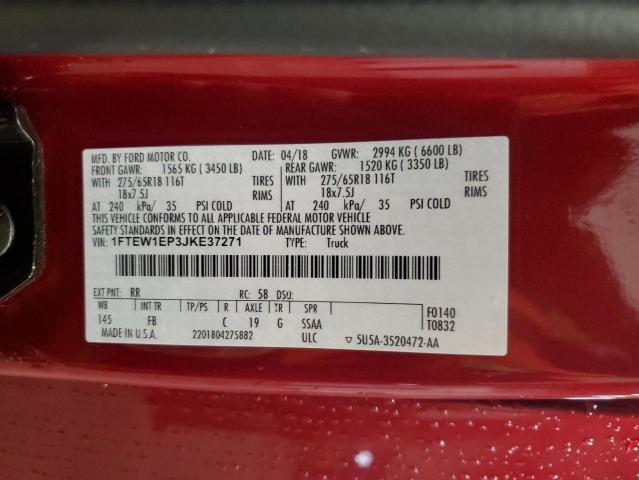 MFD. BY FORD MOTOR CO. DATE: 04/18 GVWR: 2994 KG ( 6600 LB)
FRONT GAWR: 1565 KG ( 3450 LB) REAR GAWR: 1520 KG ( 3350 LB)
WITH 275/65R18 116T TIRES WITH 275/65R18 116T TIRES
18x7.5J RIMS 18x7.5J RIMS
AT 240 kPa/ 35 PSI COLD AT 240 kPa/ 35 PSI COLD
THIS VEHICLE CONFORMS TO ALL APPLICABLE FEDERAL MOTOR VEHICLE
SAFETY STANDARDS IN EFFECT ON THE DATE OF MANUFACTURE SHOWN ABOVE.
VIN: 1FTEW1EP3JKE37271 TYPE: Truck
EXT PNT: RR RC: 58 DSO:
WB INT TR TP/PS R AXLE TR SPR
145 FB C 19 G SSAA
F0140
T0832
MADE IN U.S.A. 2201804275882 ULC 5U5A-3520472-AA